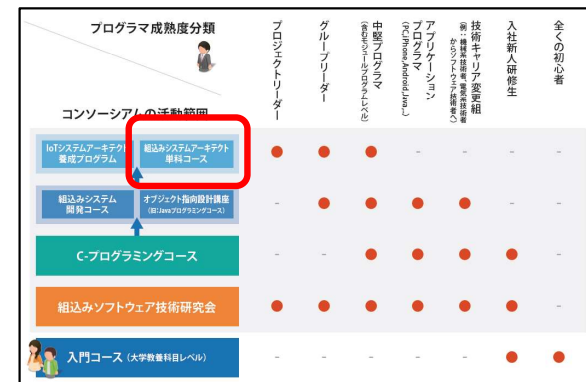 プログラマ成熟度分類
コンソーシアムの活動範囲
プロジェクトリーダー
グループリーダー
中堅プログラマ
(含むモジュールプログラムレベル)
アプリケーション
プログラマ
(PC,iPhone,Android,Java,,)
技術キャリア変更組
(例:機械系技術者、電気系技術者
からソフトウェア技術者へ)
入社新人研修生
全くの初心者
IoTシステムアーキテクト
養成プログラム
組込みシステムアーキテクト
単科コース
● ● ● - - - -
組込みシステム
開発コース
オブジェクト指向設計講座
(旧:Javaプログラミングコース)
- ● ● ● ● - -
C-プログラミングコース
- - ● ● ● ● -
組込みソフトウェア技術研究会
● ● ● ● ● ● -
入門コース(大学教養科目レベル)
- - - - - ● ●